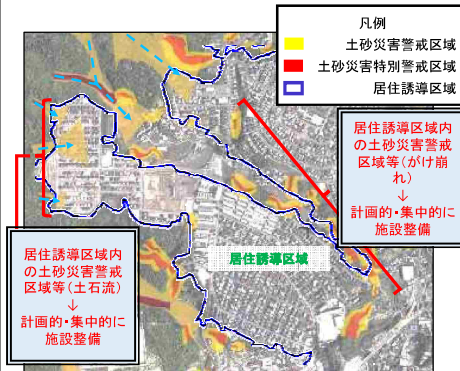 凡例
土砂災害警戒区域
土砂災害特別警戒区域
居住誘導区域
居住誘導区域内
の土砂災害警戒
区域等(がけ崩
れ)
↓
計画的・集中的に
施設整備
居住誘導区域
居住誘導区域内
の土砂災害警戒
区域等(土石流)
↓
計画的・集中的に
施設整備